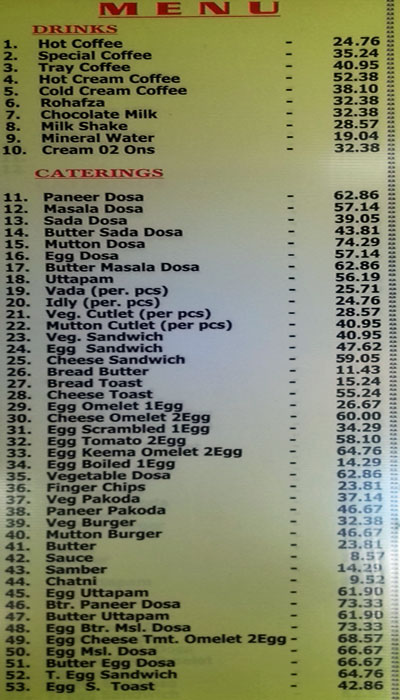 MENU
DRINKS
1. Hot Coffee - 24.76
2. Special Coffee - 35.24
3. Tray Coffee - 40.95
4. Hot Cream Coffee - 52.38
5. Cold Cream Coffee - 38.10
6. Rohafza - 32.38
7. Chocolate Milk - 32.38
8. Milk Shake - 28.57
9. Mineral Water - 19.04
10. Cream 02 Ons - 32.38
CATERINGS
11. Paneer Dosa - 62.86
12. Masala Dosa - 57.14
13. Sada Dosa - 39.05
14. Butter Sada Dosa - 43.81
15. Mutton Dosa - 74.29
16. Egg Dosa - 57.14
17. Butter Masala Dosa - 62.86
18. Uttapam - 56.19
19. Vada (per. pcs) - 25.71
20. Idly (per. pcs) - 24.76
21. Veg. Cutlet (per pcs) - 28.57
22. Mutton Cutlet (per pcs) - 40.95
23. Veg. Sandwich - 40.95
24. Egg Sandwich - 47.62
25. Cheese Sandwich - 59.05
26. Bread Butter - 11.43
27. Bread Toast - 15.24
28. Cheese Toast - 55.24
29. Egg Omelet 1Egg - 26.67
30. Cheese Omelet 2Egg - 60.00
31. Egg Scrambled 1Egg - 34.29
32. Egg Tomato 2Egg - 58.10
33. Egg Keema Omelet 2Egg - 64.76
34. Egg Boiled 1Egg - 14.29
35. Vegetable Dosa - 62.86
36. Finger Chips - 23.81
37. Veg Pakoda - 37.14
38. Paneer Pakoda - 46.67
39. Veg Burger - 32.38
40. Mutton Burger - 46.67
41. Butter - 23.81
42. Sauce - 8.57
43. Samber - 14.29
44. Chatni - 9.52
45. Egg Uttapam - 61.90
46. Btr. Paneer Dosa - 73.33
47. Butter Uttapam - 61.90
48. Egg Btr. Msl. Dosa - 73.33
49. Egg Cheese Tmt. Omelet 2Egg - 68.57
50. Egg Msl. Dosa - 66.67
51. Butter Egg Dosa - 66.67
52. T. Egg Sandwich - 64.76
53. Egg S. Toast - 42.86